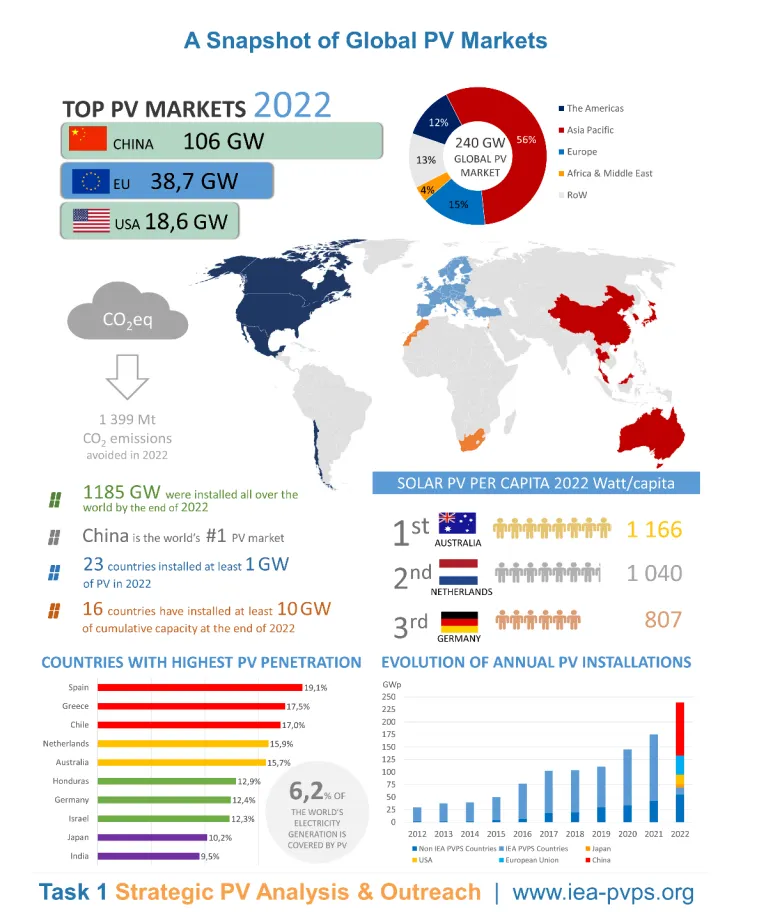 A Snapshot of Global PV Markets
TOP PV MARKETS 2022
CHINA 106 GW
EU 38,7 GW
USA 18,6 GW
12%
56%
13%
4%
15%
240 GW
GLOBAL PV
MARKET
The Americas
Asia Pacific
Europe
Africa & Middle East
RoW
CO2eq
1 399 Mt
CO2 emissions
avoided in 2022
1185 GW were installed all over the
world by the end of 2022
China is the world's #1 PV market
23 countries installed at least 1 GW
of PV in 2022
16 countries have installed at least 10 GW
of cumulative capacity at the end of 2022
SOLAR PV PER CAPITA 2022 Watt/capita
1st AUSTRALIA 1 166
2nd NETHERLANDS 1 040
3rd GERMANY 807
COUNTRIES WITH HIGHEST PV PENETRATION
Spain 19,1%
Greece 17,5%
Chile 17,0%
Netherlands 15,9%
Australia 15,7%
Honduras 12,9%
Germany 12,4%
Israel 12,3%
Japan 10,2%
India 9,5%
6,2% OF
THE WORLD'S
ELECTRICITY
GENERATION IS
COVERED BY PV
EVOLUTION OF ANNUAL PV INSTALLATIONS
GWp
250
225
200
175
150
125
100
75
50
25
0
2012 2013 2014 2015 2016 2017 2018 2019 2020 2021 2022
Non IEA PVPS Countries IEA PVPS Countries Japan
USA European Union China
Task 1 Strategic PV Analysis & Outreach | www.iea-pvps.org